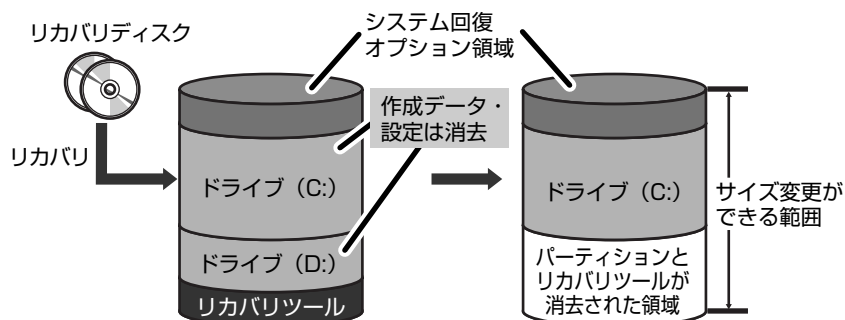 リカバリディスク
システム回復
オプション領域
作成データ・
設定は消去
リカバリ
ドライブ（C:）
ドライブ（D:）
リカバリツール
ドライブ（C:）
サイズ変更が
できる範囲
パーティションと
リカバリツールが
消去された領域